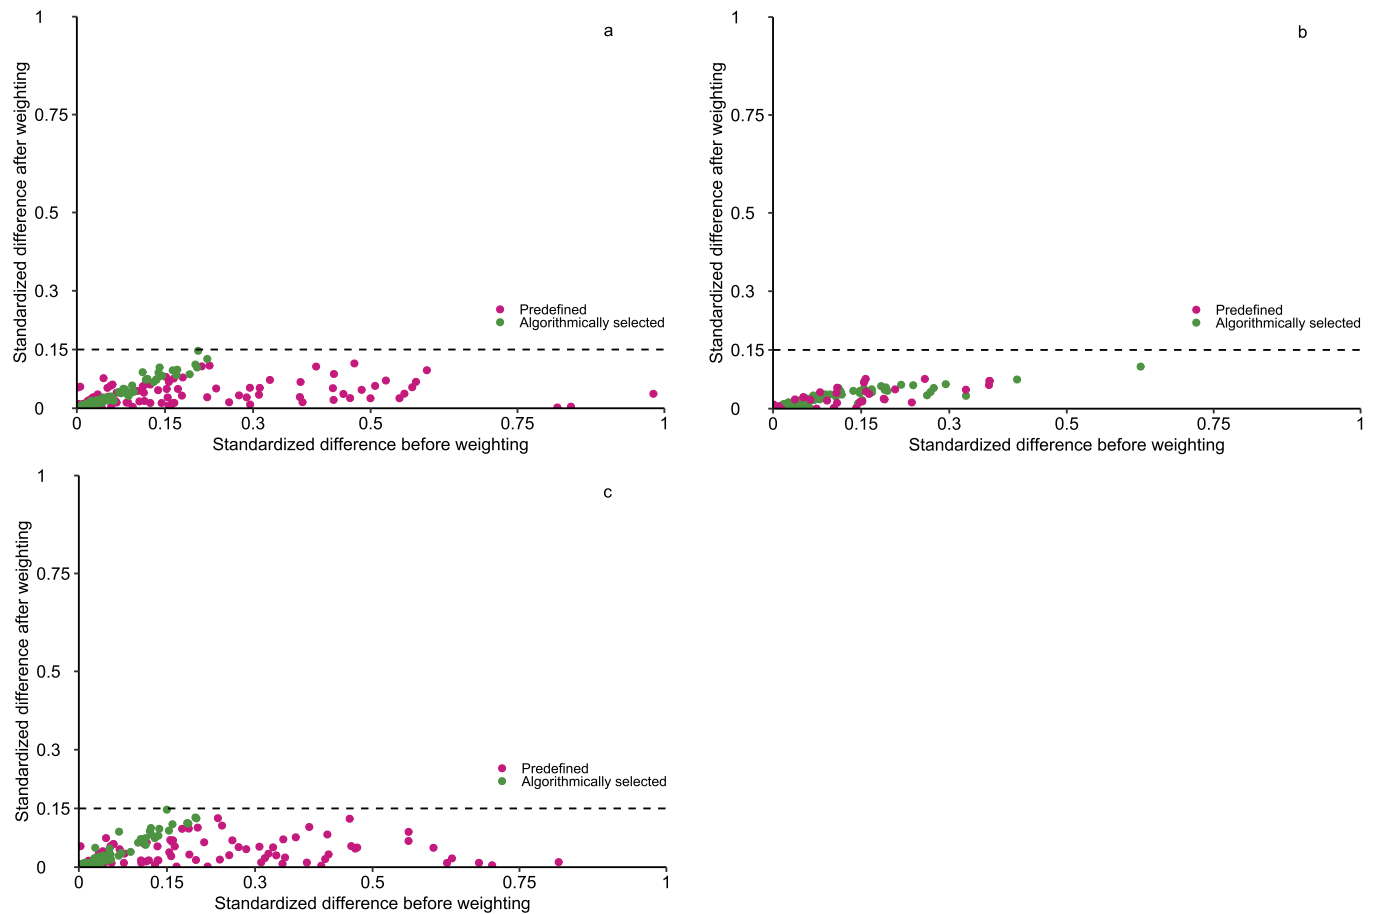 a
1
0.75
0.5
0.3
0.15
0
Standardized difference after weighting
Predefined
Algorithmically selected
0 0.15 0.3 0.5 0.75 1
Standardized difference before weighting
b
1
0.75
0.5
0.3
0.15
0
Standardized difference after weighting
Predefined
Algorithmically selected
0 0.15 0.3 0.5 0.75 1
Standardized difference before weighting
c
1
0.75
0.5
0.3
0.15
0
Standardized difference after weighting
Predefined
Algorithmically selected
0 0.15 0.3 0.5 0.75 1
Standardized difference before weighting